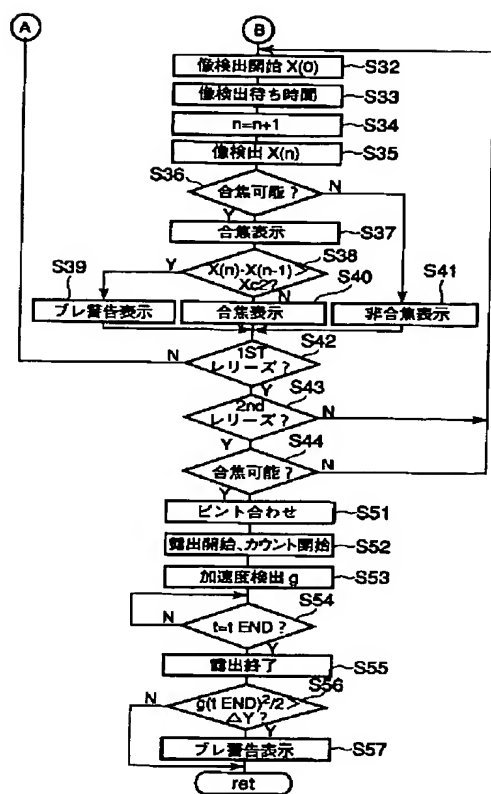 A
B
像検出開始 X(0)
S32
像検出待ち時間
S33
n=n+1
S34
像検出 X(n)
S35
S36
合焦可能？
N
Y
合焦表示
S37
S38
X(n)-X(n-1)>
Xc2?
Y
N
S39
S40
S41
ブレ警告表示
合焦表示
非合焦表示
S42
1ST
レリーズ？
N
Y
S43
2nd
レリーズ？
N
Y
S44
合焦可能？
N
Y
ピント合わせ
S51
露出開始、カウント開始
S52
加速度検出 g
S53
S54
t=t END ?
N
Y
露出終了
S55
S56
g(t END)²/2>
ΔY ?
N
Y
ブレ警告表示
S57
ret